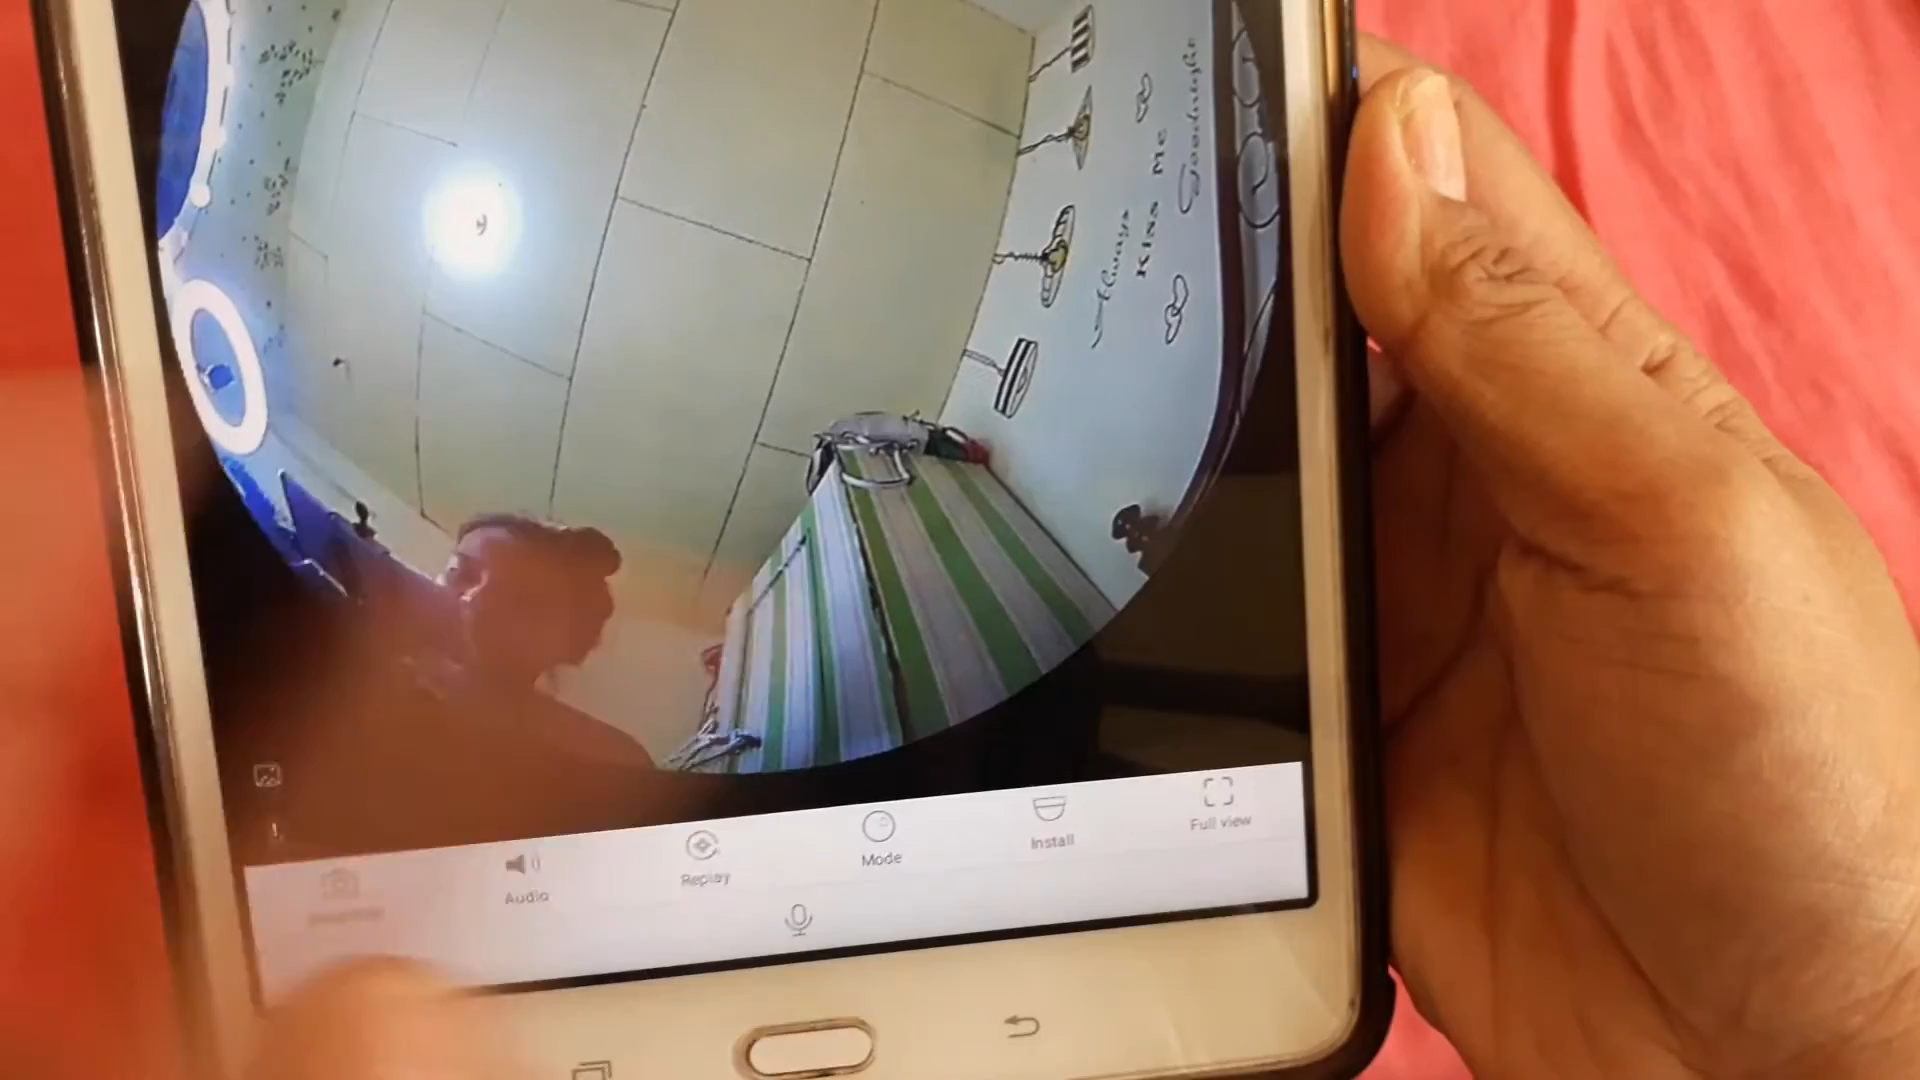 Always
Kiss Me
Goodnight
Audio
Replay
Mode
Install
Full view